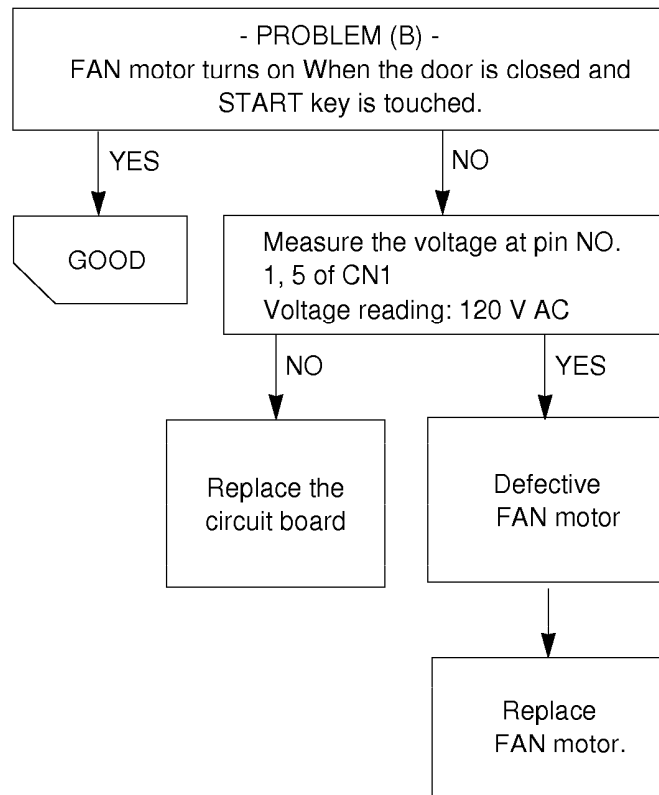 - PROBLEM (B) -
FAN motor turns on When the door is closed and
START key is touched.
YES
NO
GOOD
Measure the voltage at pin NO.
1, 5 of CN1
Voltage reading: 120 V AC
NO
YES
Replace the
circuit board
Defective
FAN motor
Replace
FAN motor.